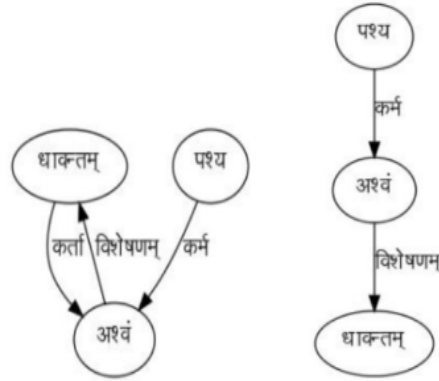 पश्य
कर्म
धाक्न्तम्
पश्य
अश्वं
कर्ता
विशेषणम्
कर्म
विशेषणम्
अश्वं
धाक्न्तम्